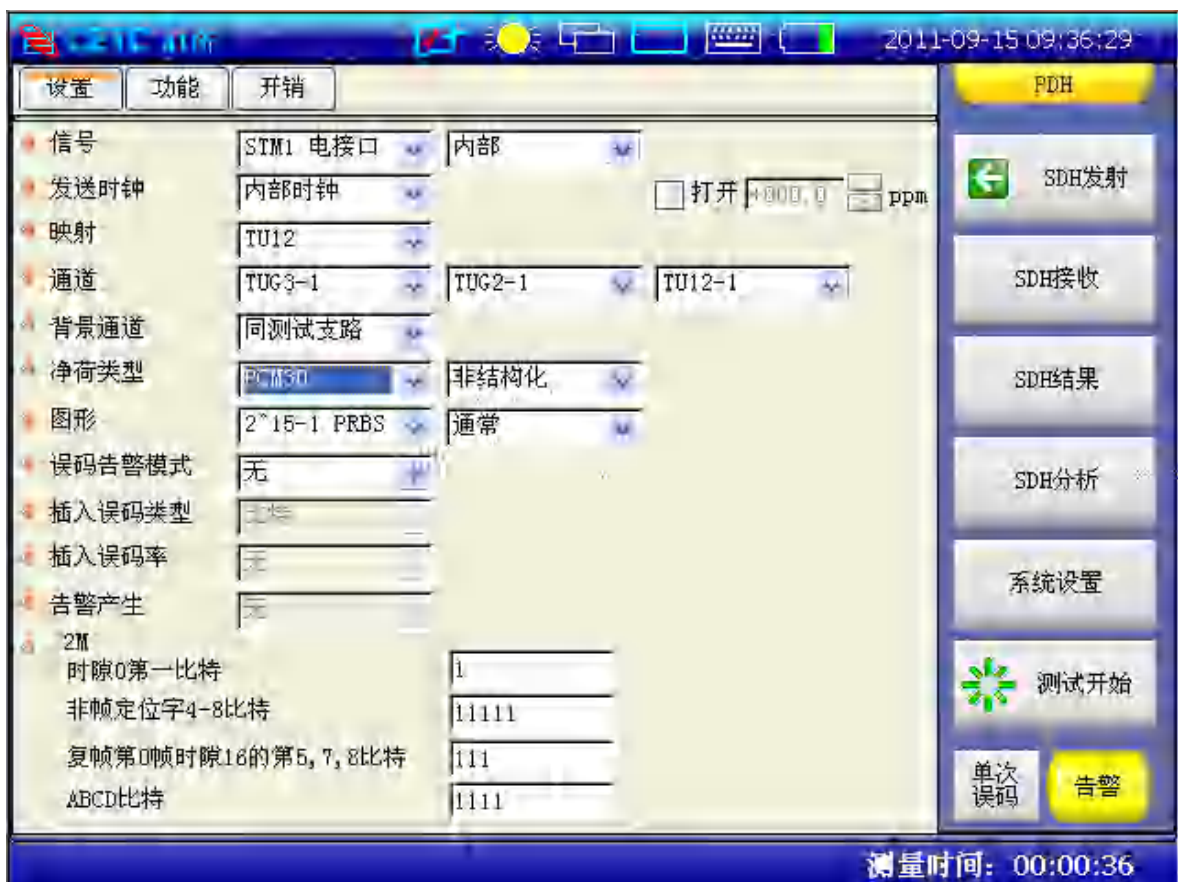 CETC 2011-09-15 09:36:29
设置 功能 开销 PDH
信号 STM1 电接口 内部
发送时钟 内部时钟 打开 +000.0 ppm
映射 TU12
通道 TUG3-1 TUG2-1 TU12-1
背景通道 同测试支路
净荷类型 PCM30 非结构化
图形 2^15-1 PRBS 通常
误码告警模式 无
插入误码类型 比特
插入误码率 无
告警产生 无
2M
时隙0第一比特 1
非帧定位字4-8比特 11111
复帧第0帧时隙16的第5,7,8比特 111
ABCD比特 1111
SDH发射
SDH接收
SDH结果
SDH分析
系统设置
测试开始
单次
误码
告警
测量时间: 00:00:36